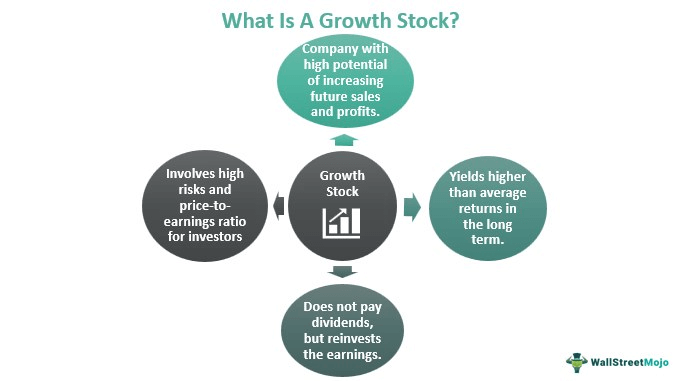 What Is A Growth Stock?
Company with
high potential
of increasing
future sales
and profits.
Involves high
risks and
price-to-
earnings ratio
for investors
Growth
Stock
Yields higher
than average
returns in
the long
term.
Does not pay
dividends,
but reinvests
the earnings.
WallStreetMojo